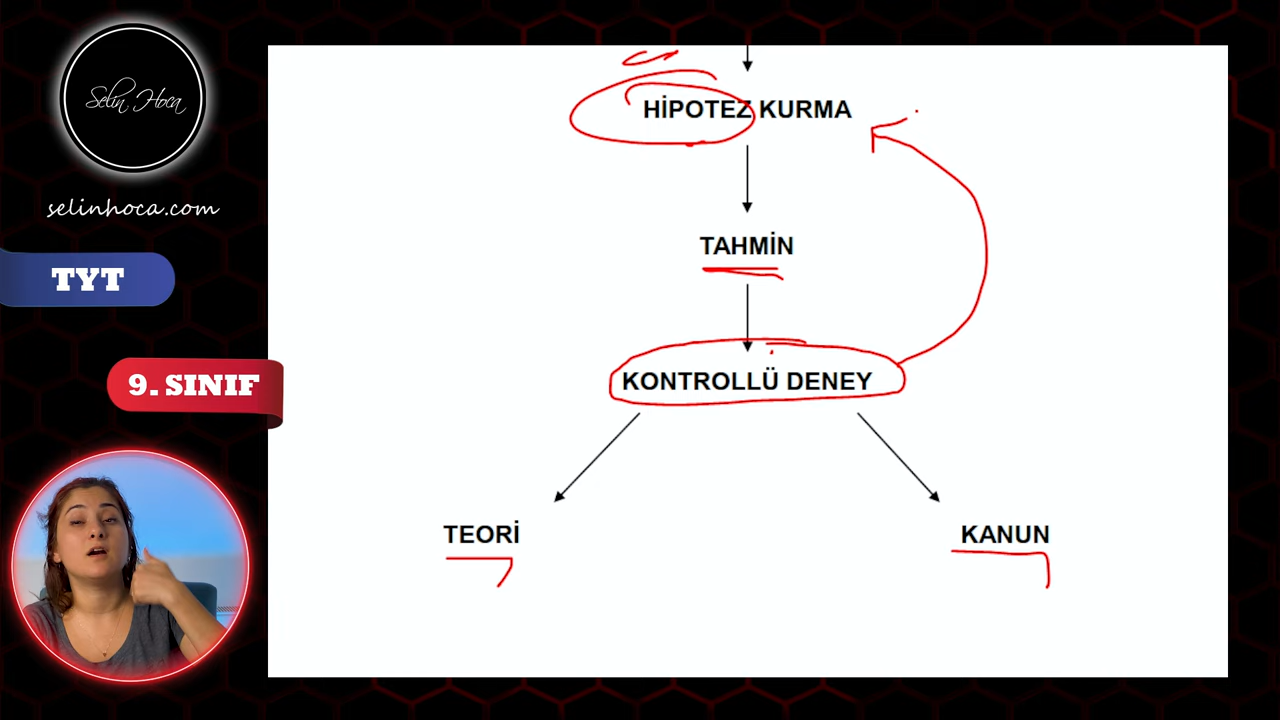 Selin Hoca
selinhoca.com
TYT
9. SINIF
HİPOTEZ KURMA
TAHMİN
KONTROLLÜ DENEY
TEORİ
KANUN